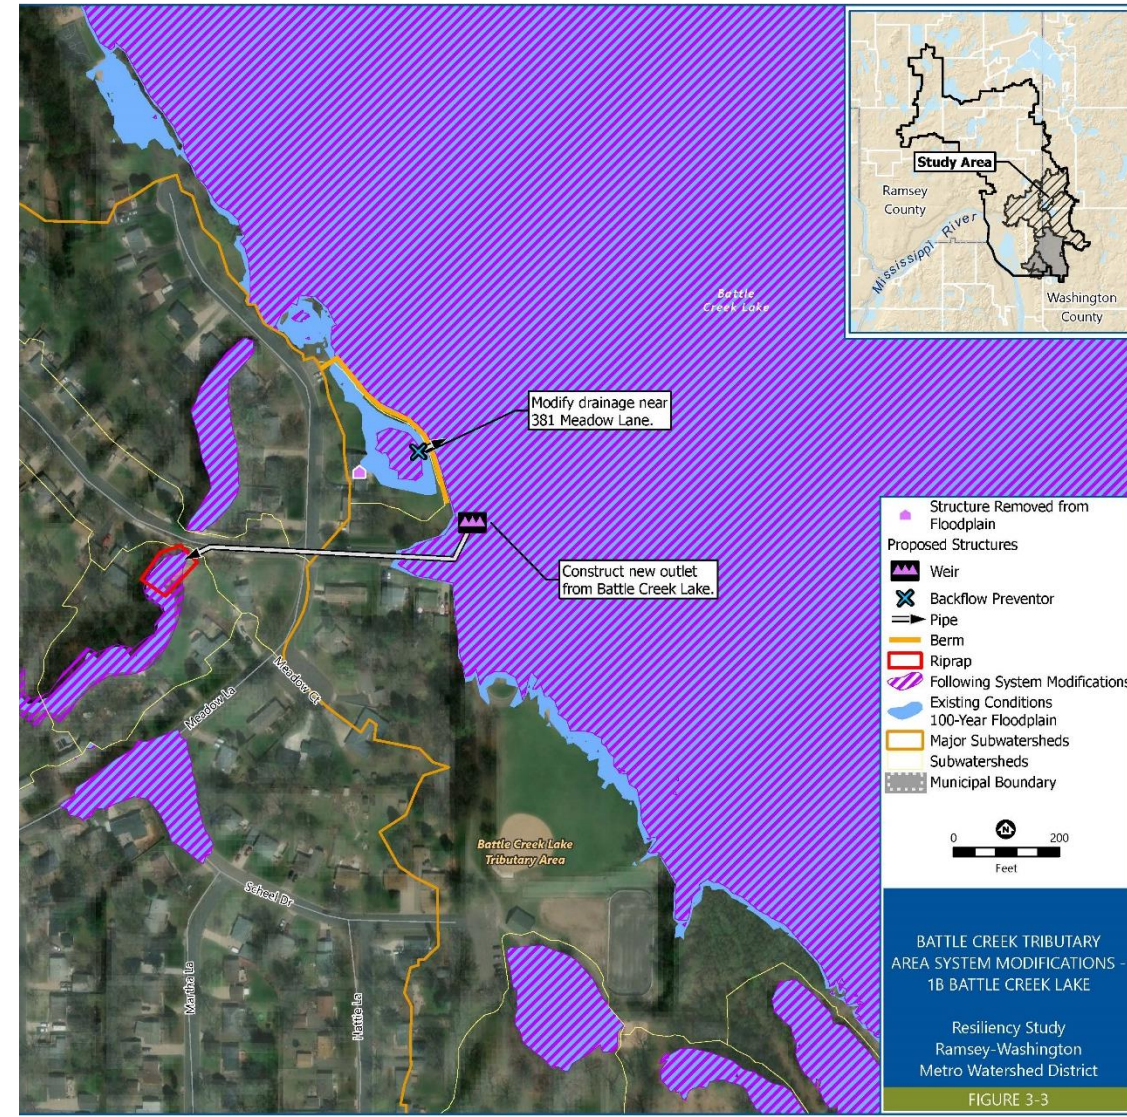 Study Area
Ramsey
County
Mississippi River
Washington
County
Battle
Creek Lake
Modify drainage near
381 Meadow Lane.
Construct new outlet
from Battle Creek Lake.
Meadow Ct
Meadow La
Battle Creek Lake
Tributary Area
Scheel Dr
Martha La
Hattie La
Structure Removed from
Floodplain
Proposed Structures
Weir
Backflow Preventor
Pipe
Berm
Riprap
Following System Modifications
Existing Conditions
100-Year Floodplain
Major Subwatersheds
Subwatersheds
Municipal Boundary
N
0 200
Feet
BATTLE CREEK TRIBUTARY
AREA SYSTEM MODIFICATIONS -
1B BATTLE CREEK LAKE
Resiliency Study
Ramsey-Washington
Metro Watershed District
FIGURE 3-3